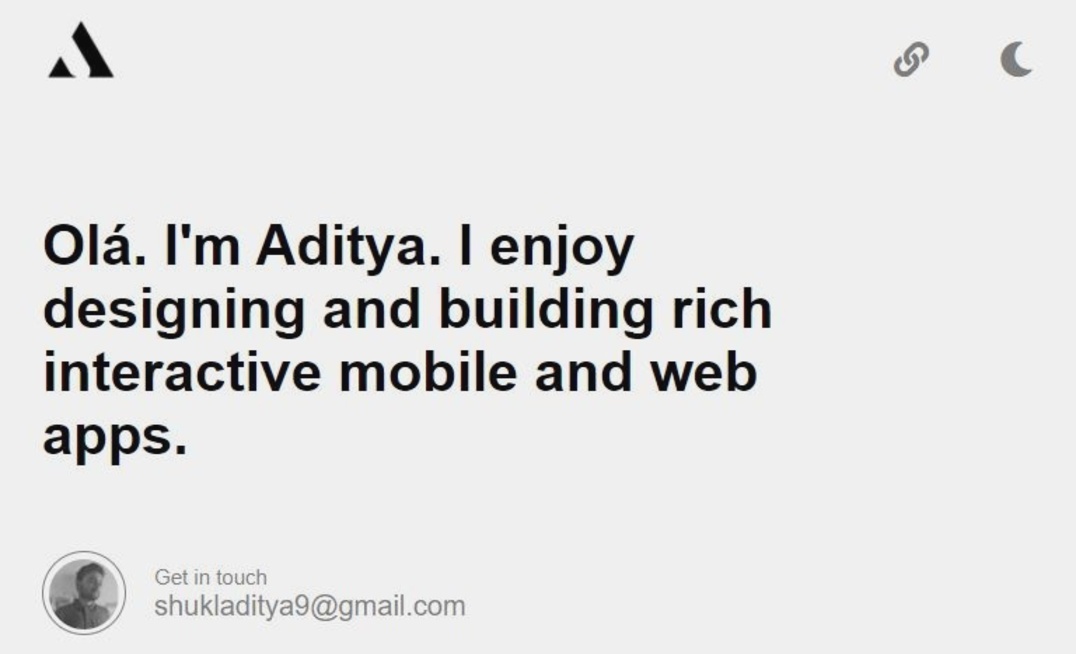 Olá. I'm Aditya. I enjoy
designing and building rich
interactive mobile and web
apps.
Get in touch
shukladitya9@gmail.com